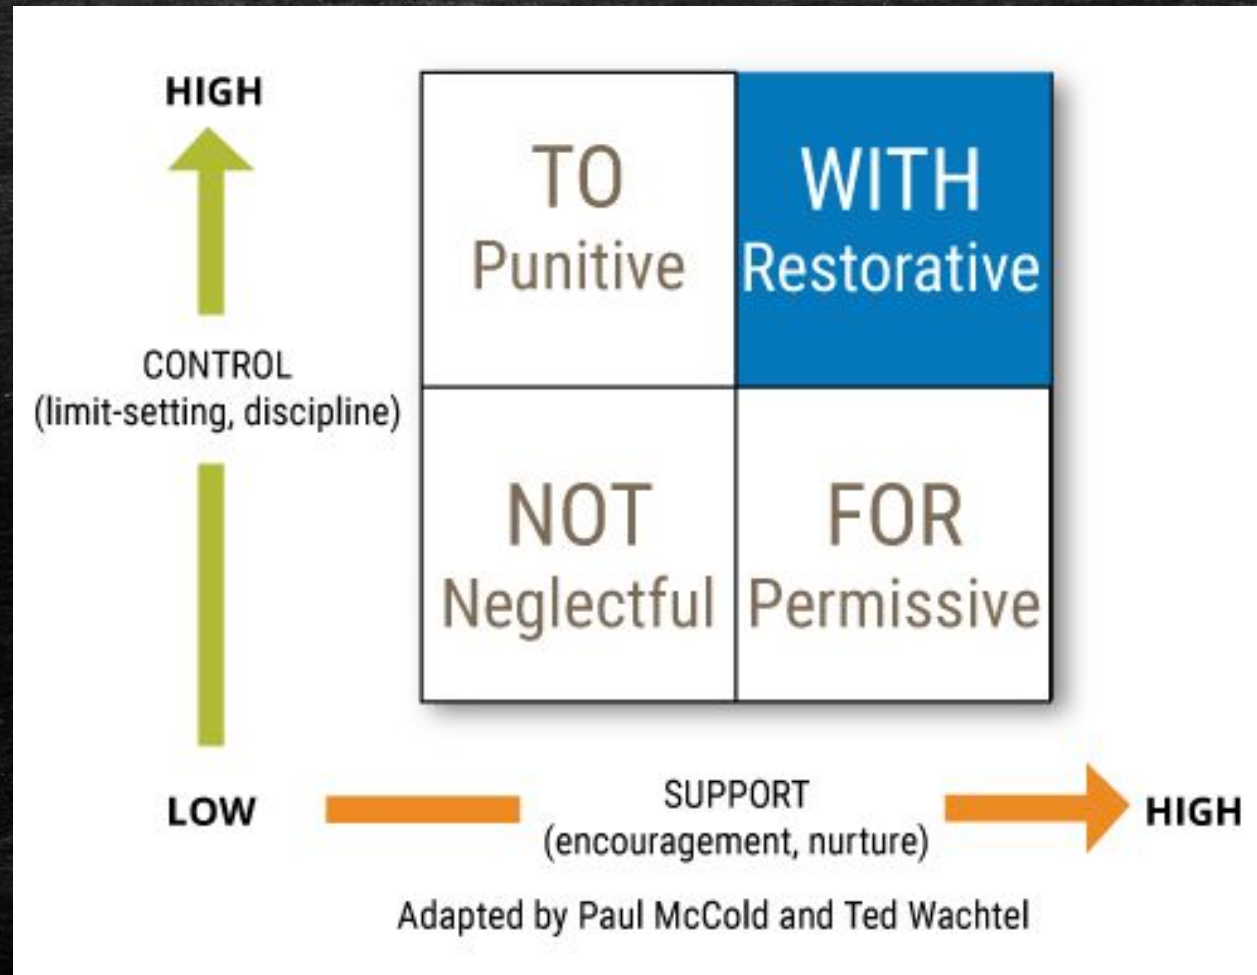 HIGH
TO
Punitive
WITH
Restorative
CONTROL
(limit-setting, discipline)
NOT
Neglectful
FOR
Permissive
LOW
SUPPORT
(encouragement, nurture)
HIGH
Adapted by Paul McCold and Ted Wachtel